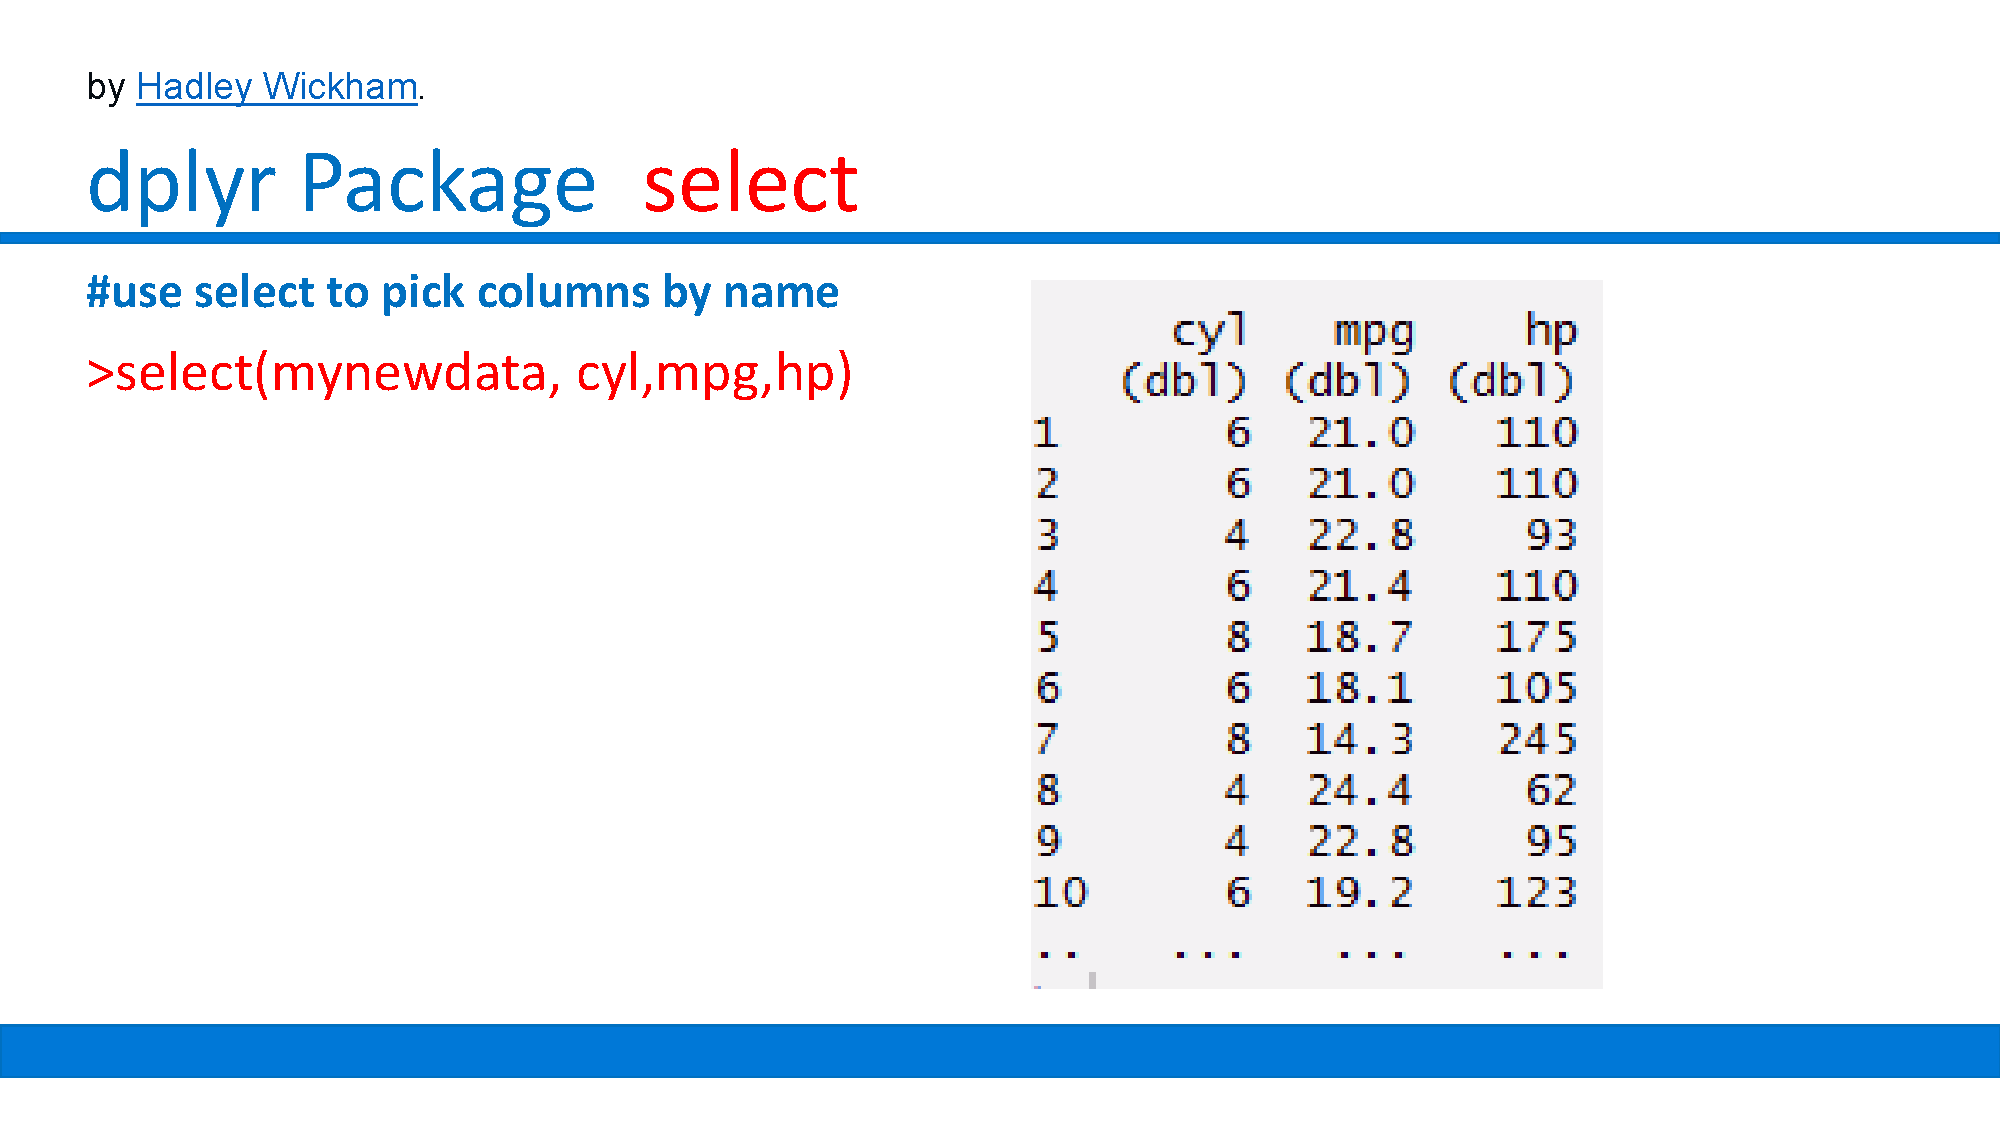 by Hadley Wickham.
dplyr Package select
#use select to pick columns by name
>select(mynewdata, cyl,mpg,hp)
cyl mpg hp
(dbl) (dbl) (dbl)
1 6 21.0 110
2 6 21.0 110
3 4 22.8 93
4 6 21.4 110
5 8 18.7 175
6 6 18.1 105
7 8 14.3 245
8 4 24.4 62
9 4 22.8 95
10 6 19.2 123
.. ... ... ...